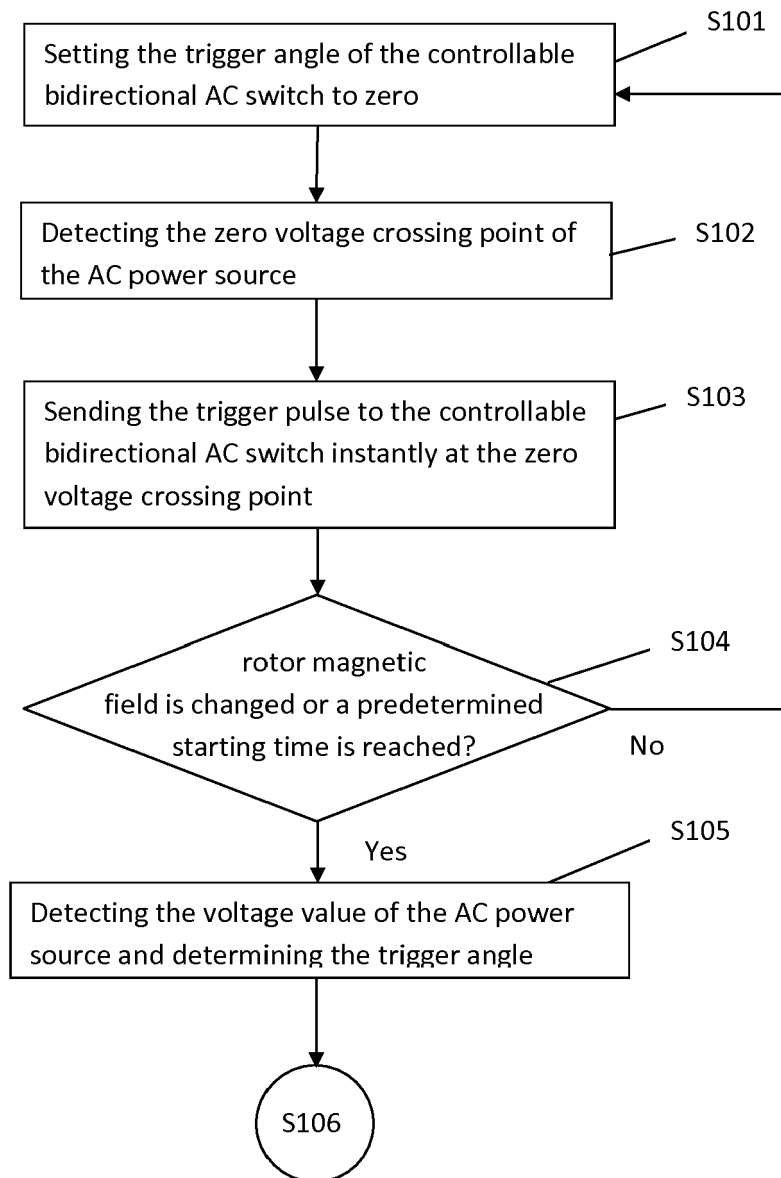 S101
Setting the trigger angle of the controllable
bidirectional AC switch to zero
Detecting the zero voltage crossing point of
the AC power source
S102
Sending the trigger pulse to the controllable
bidirectional AC switch instantly at the zero
voltage crossing point
S103
rotor magnetic
field is changed or a predetermined
starting time is reached?
S104
No
Yes
S105
Detecting the voltage value of the AC power
source and determining the trigger angle
S106